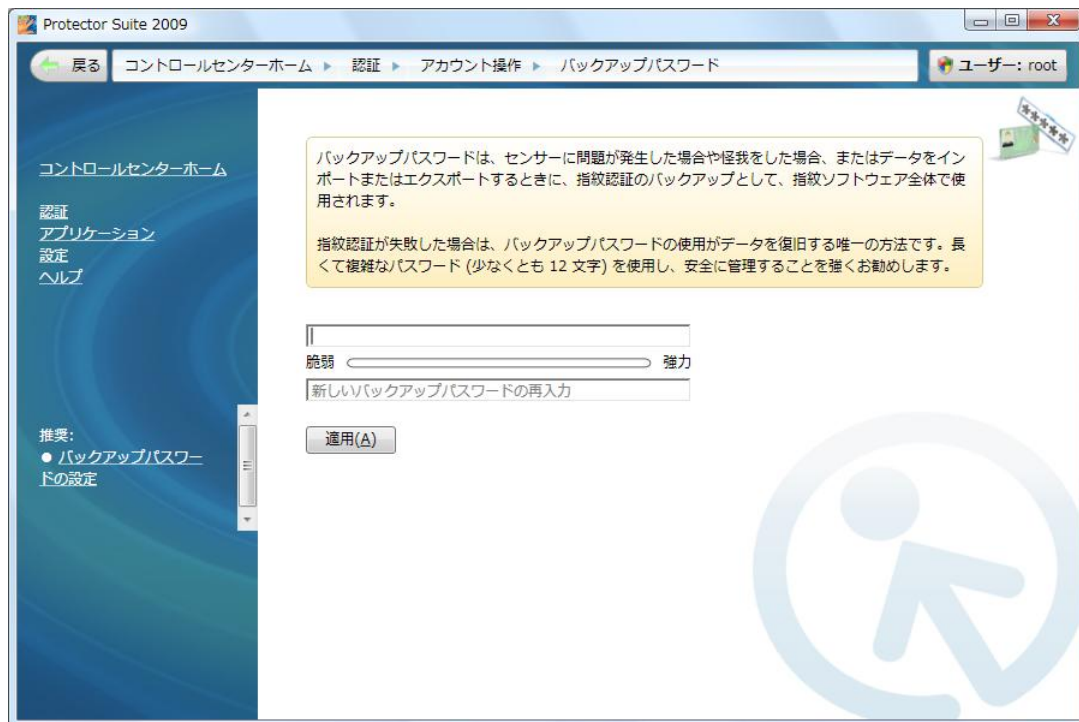 Protector Suite 2009
戻る
コントロールセンターホーム 認証 アカウント操作 バックアップパスワード
ユーザー: root
コントロールセンターホーム
認証
アプリケーション
設定
ヘルプ
推奨:
バックアップパスワー
ドの設定
バックアップパスワードは、センサーに問題が発生した場合や怪我をした場合、またはデータをイン
ポートまたはエクスポートするときに、指紋認証のバックアップとして、指紋ソフトウェア全体で使
用されます。
指紋認証が失敗した場合は、バックアップパスワードの使用がデータを復旧する唯一の方法です。長
くて複雑なパスワード (少なくとも 12 文字) を使用し、安全に管理することを強くお勧めします。
脆弱 強力
新しいバックアップパスワードの再入力
適用(A)